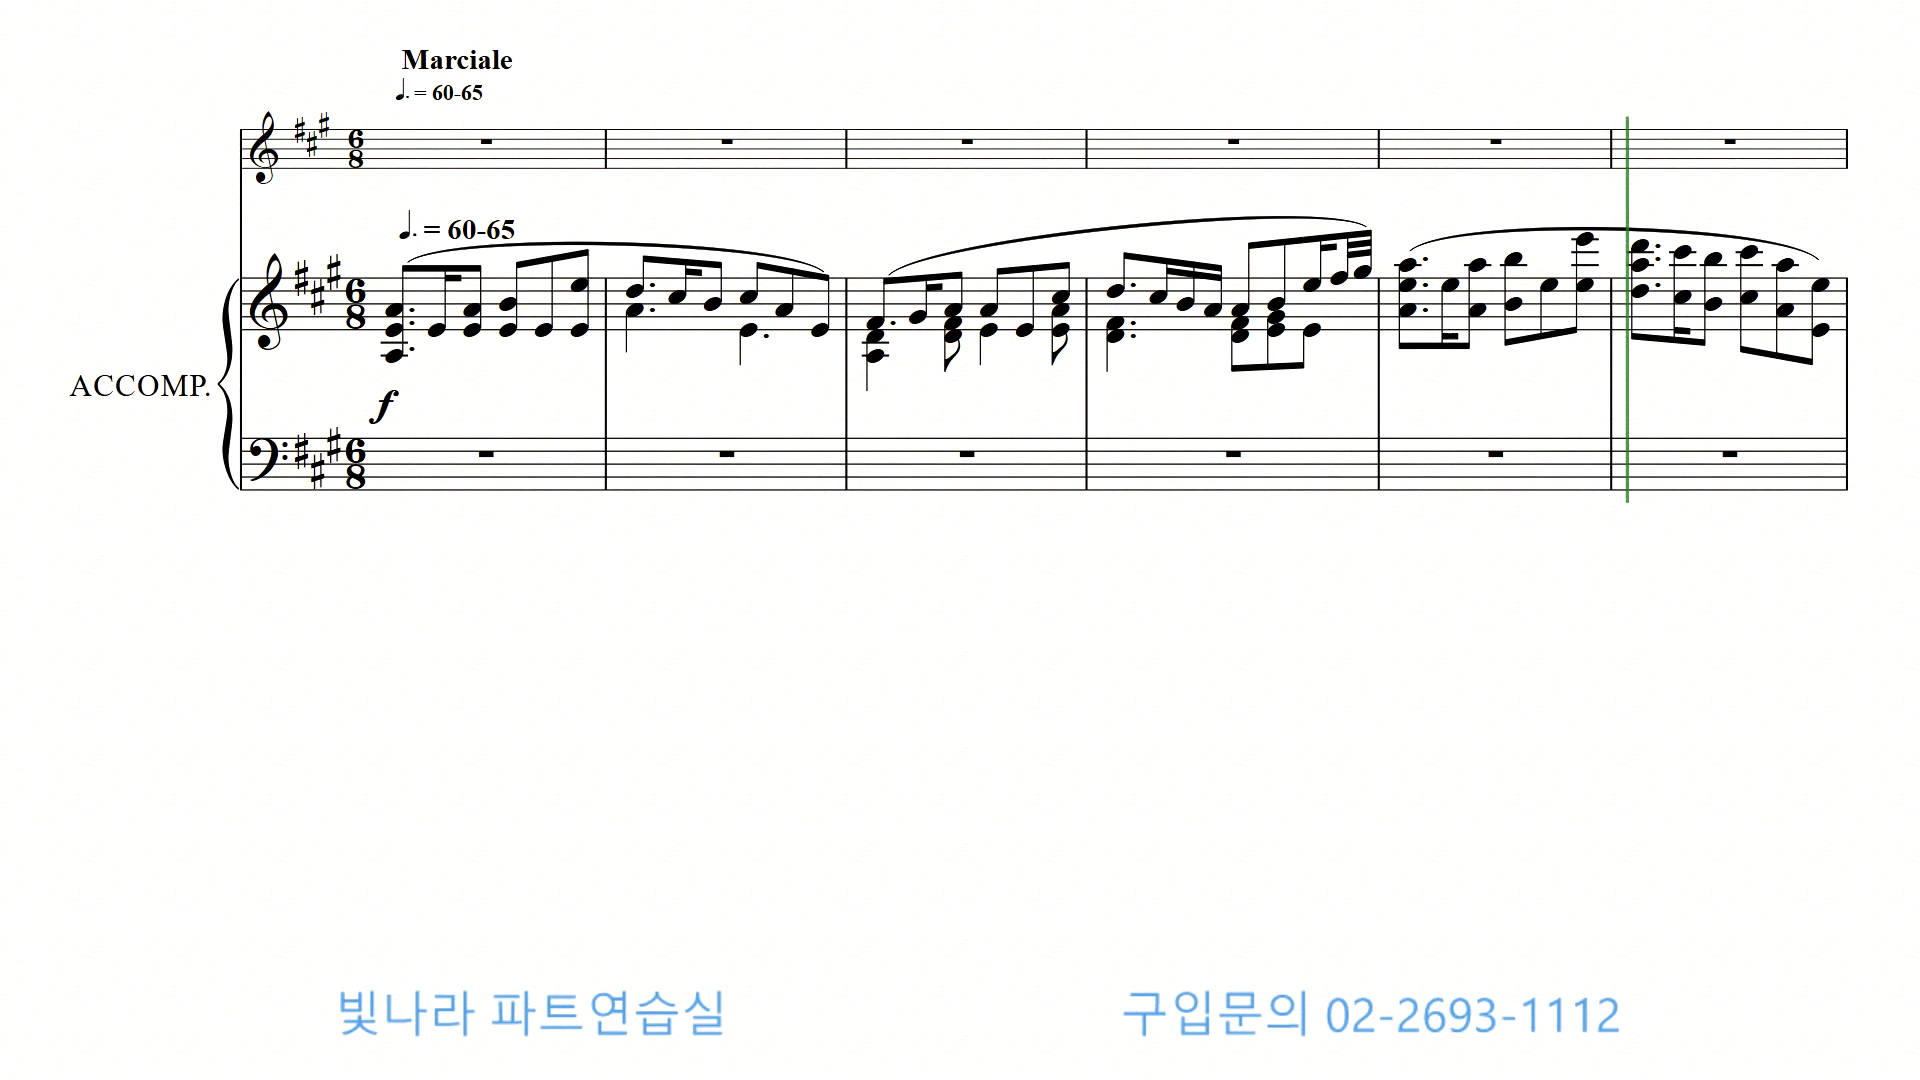 Marciale
♩. = 60-65
♩. = 60-65
ACCOMP.
f
빛나라 파트연습실
구입문의 02-2693-1112